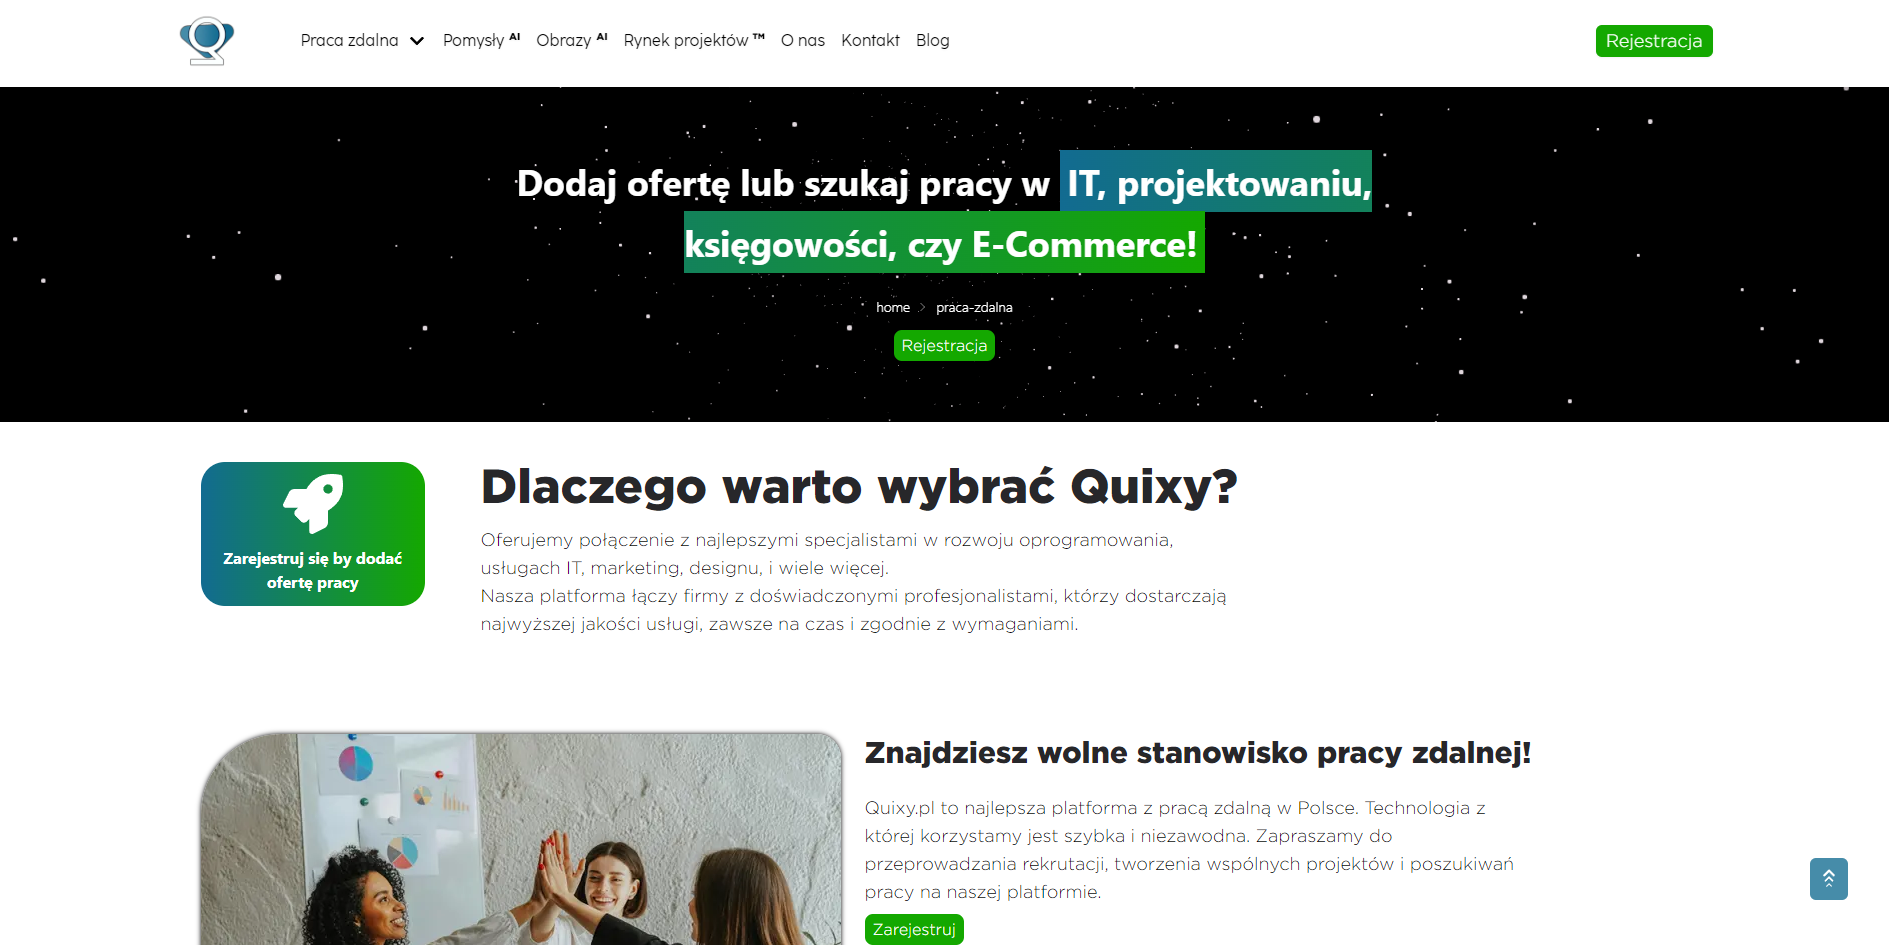 Praca zdalna Pomysły AI Obrazy AI Rynek projektów ™ O nas Kontakt Blog
Rejestracja
Dodaj ofertę lub szukaj pracy w IT, projektowaniu,
księgowości, czy E-Commerce!
home > praca-zdalna
Rejestracja
Zarejestruj się by dodać
ofertę pracy
Dlaczego warto wybrać Quixy?
Oferujemy połączenie z najlepszymi specjalistami w rozwoju oprogramowania,
usługach IT, marketing, designu, i wiele więcej.
Nasza platforma łączy firmy z doświadczonymi profesjonalistami, którzy dostarczają
najwyższej jakości usługi, zawsze na czas i zgodnie z wymaganiami.
Znajdziesz wolne stanowisko pracy zdalnej!
Quixy.pl to najlepsza platforma z pracą zdalną w Polsce. Technologia z
której korzystamy jest szybka i niezawodna. Zapraszamy do
przeprowadzania rekrutacji, tworzenia wspólnych projektów i poszukiwań
pracy na naszej platformie.
Zarejestruj